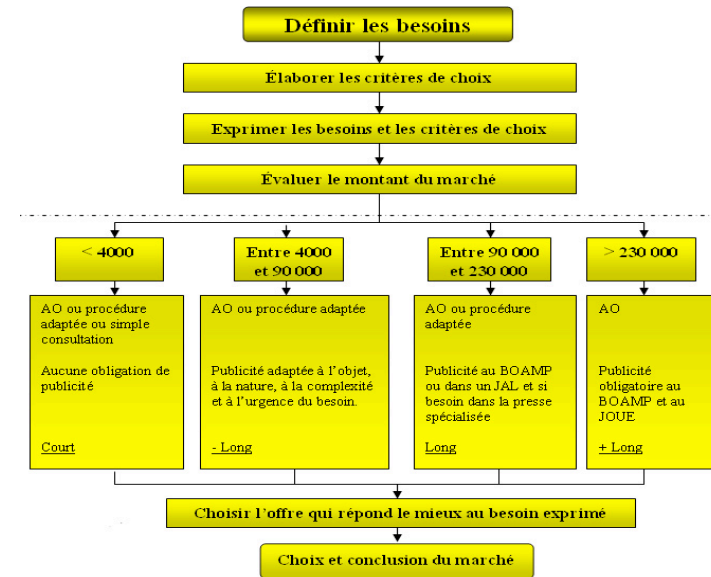 Définir les besoins
Élaborer les critères de choix
Exprimer les besoins et les critères de choix
Évaluer le montant du marché
< 4000
Entre 4000
et 90 000
Entre 90 000
et 230 000
> 230 000
AO ou procédure
adaptée ou simple
consultation
Aucune obligation de
publicité
Court
AO ou procédure adaptée
Publicité adaptée à l'objet,
à la nature, à la complexité
et à l'urgence du besoin.
- Long
AO ou procédure
adaptée
Publicité au BOAMP
ou dans un JAL et si
besoin dans la presse
spécialisée
Long
AO
Publicité
obligatoire au
BOAMP et au
JOUE
+ Long
Choisir l'offre qui répond le mieux au besoin exprimé
Choix et conclusion du marché